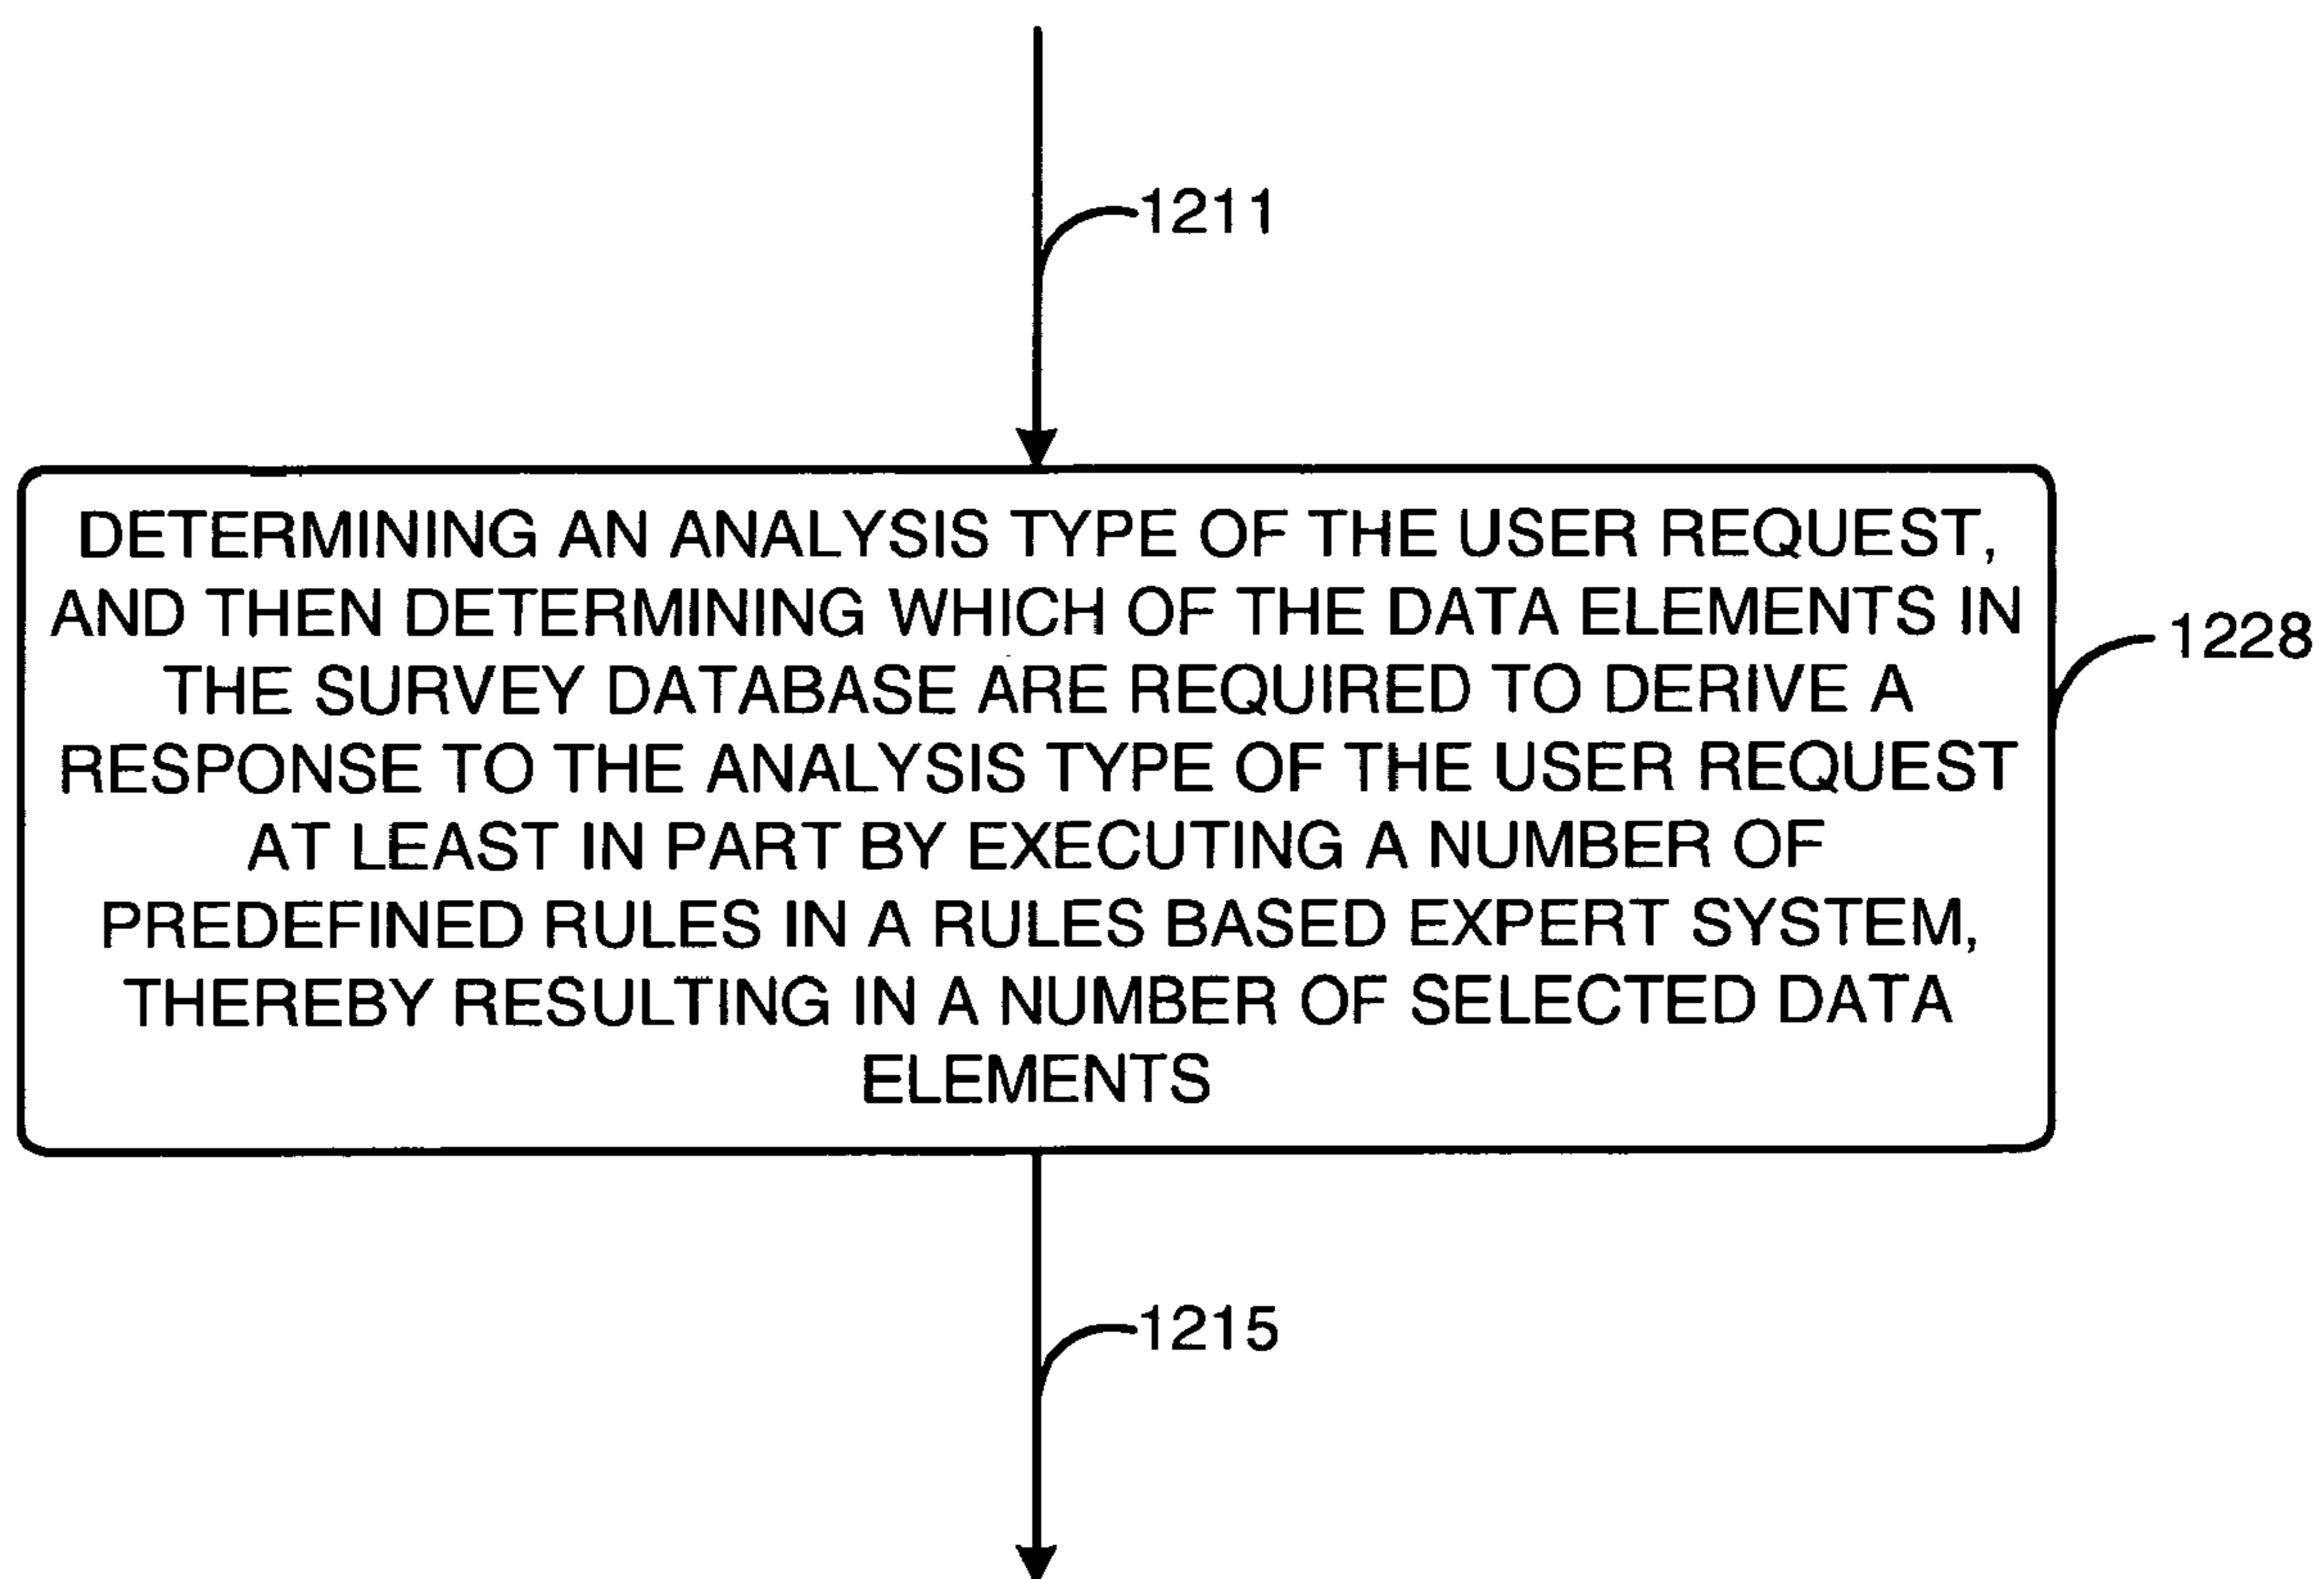 1211
DETERMINING AN ANALYSIS TYPE OF THE USER REQUEST,
AND THEN DETERMINING WHICH OF THE DATA ELEMENTS IN
THE SURVEY DATABASE ARE REQUIRED TO DERIVE A
RESPONSE TO THE ANALYSIS TYPE OF THE USER REQUEST
AT LEAST IN PART BY EXECUTING A NUMBER OF
PREDEFINED RULES IN A RULES BASED EXPERT SYSTEM,
THEREBY RESULTING IN A NUMBER OF SELECTED DATA
ELEMENTS
1228
1215